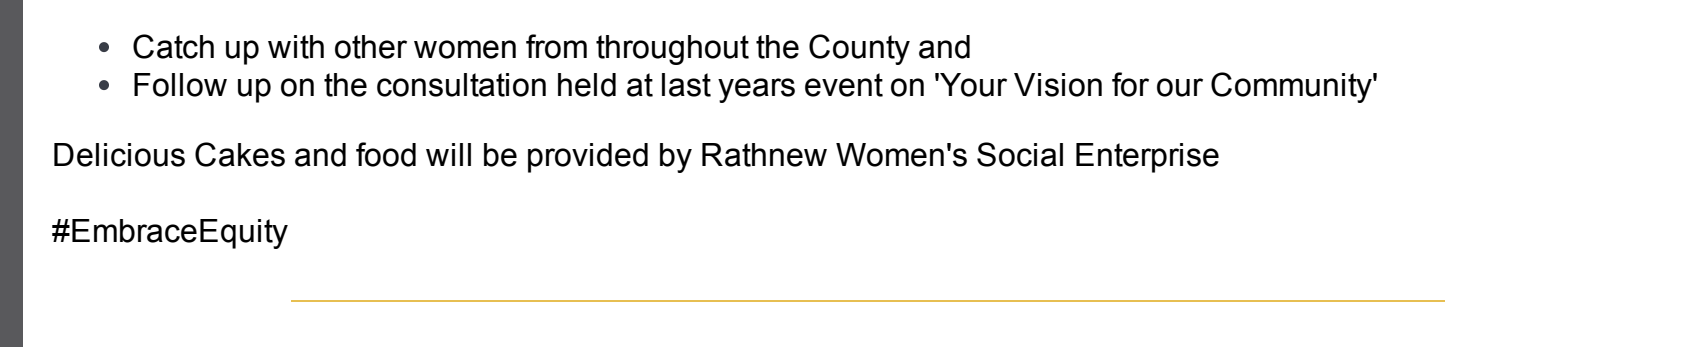 • Catch up with other women from throughout the County and
• Follow up on the consultation held at last years event on 'Your Vision for our Community'
Delicious Cakes and food will be provided by Rathnew Women's Social Enterprise
#EmbraceEquity